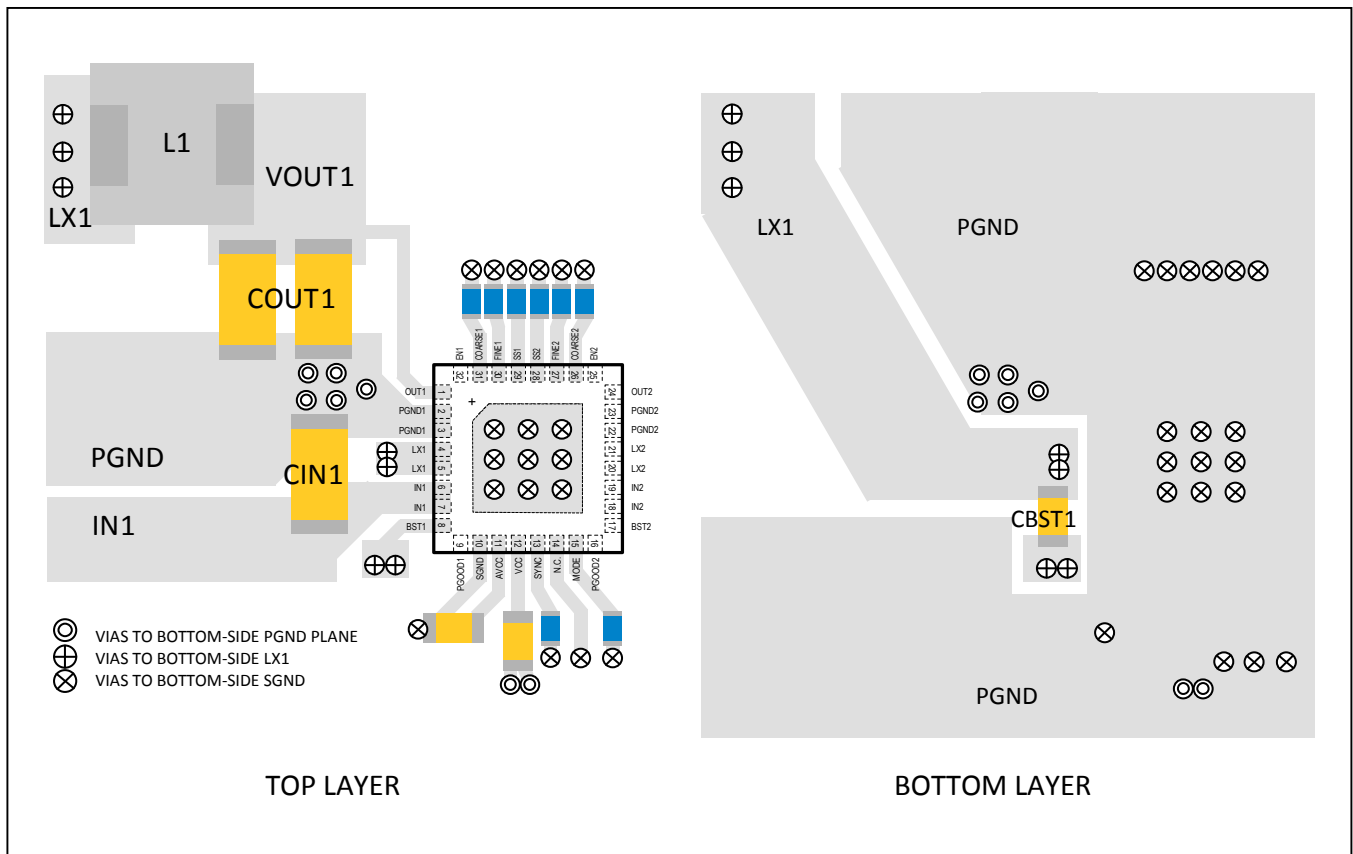 L1
VOUT1
LX1
COUT1
PGND
CIN1
IN1
EN1
COARSE1
FINE1
SS1
SS2
FINE2
COARSE2
EN2
32
31
30
29
28
27
26
25
OUT1 1
PGND1 2
PGND1 3
LX1 4
LX1 5
IN1 6
IN1 7
BST1 8
+
24 OUT2
23 PGND2
22 PGND2
21 LX2
20 LX2
19 IN2
18 IN2
17 BST2
9
10
11
12
13
14
15
16
PGOOD1
SGND
AVCC
VCC
SYNC
N.C.
MODE
PGOOD2
VIAS TO BOTTOM-SIDE PGND PLANE
VIAS TO BOTTOM-SIDE LX1
VIAS TO BOTTOM-SIDE SGND
TOP LAYER
LX1
PGND
CBST1
PGND
BOTTOM LAYER